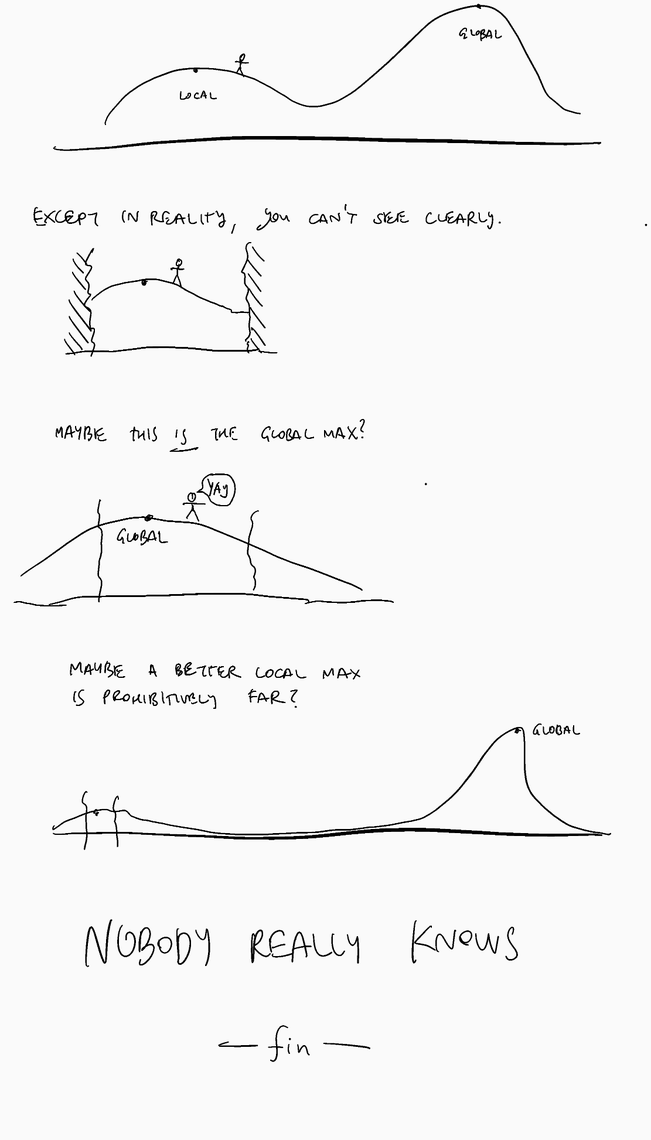 GLOBAL
LOCAL
EXCEPT IN REALITY, you CAN'T SEE CLEARLY.
MAYBE THIS IS THE GLOBAL MAX?
YAY
GLOBAL
MAYBE A BETTER LOCAL MAX
IS PROHIBITIVELY FAR?
GLOBAL
NOBODY REALLY KNOWS
— fin —